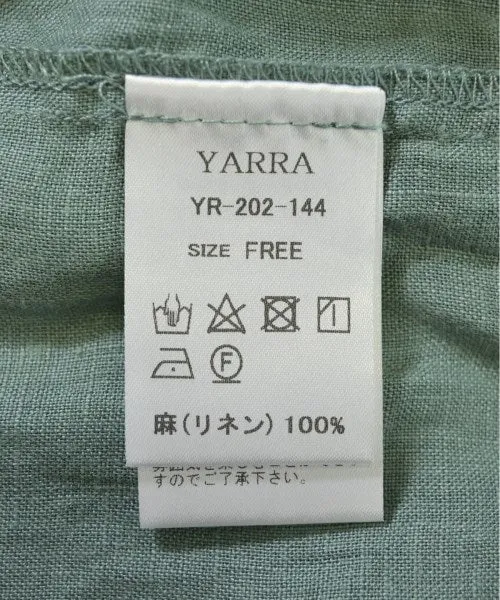 YARRA
YR-202-144
SIZE FREE
F
麻(リネン) 100%
すのでご了承下さい。